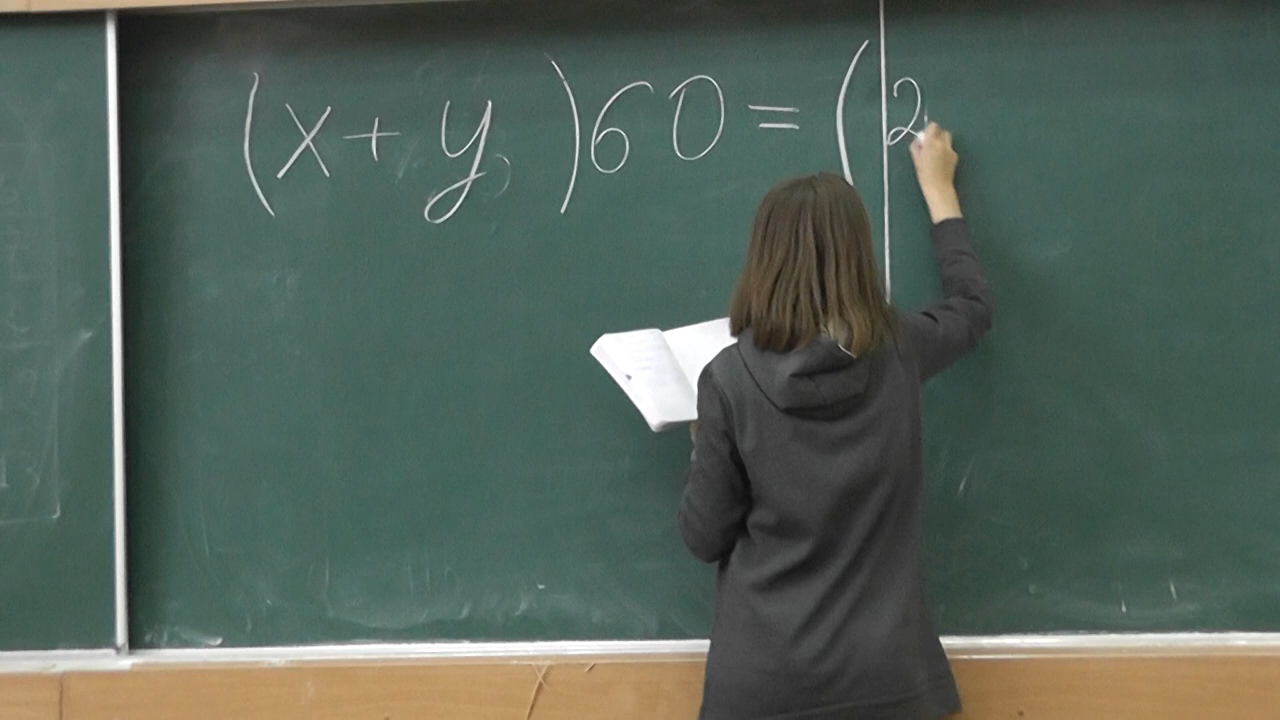 (x + y)60 = (2